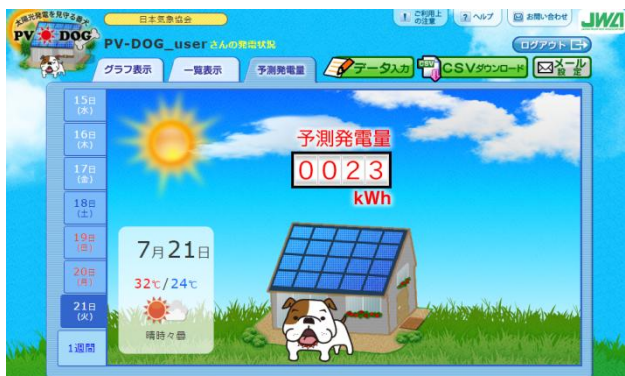 太陽光発電を見守る番犬
PV DOG
日本気象協会
! ご利用上の注意
? ヘルプ
お問い合わせ
JWA
PV-DOG_userさんの発電状況
ログアウト
グラフ表示
一覧表示
予測発電量
データ入力
CSV
CSVダウンロード
メール設定
15日
(水)
16日
(木)
17日
(金)
18日
(土)
19日
(日)
20日
(月)
21日
(火)
1週間
予測発電量
0023
kWh
7月21日
32℃/24℃
晴時々曇